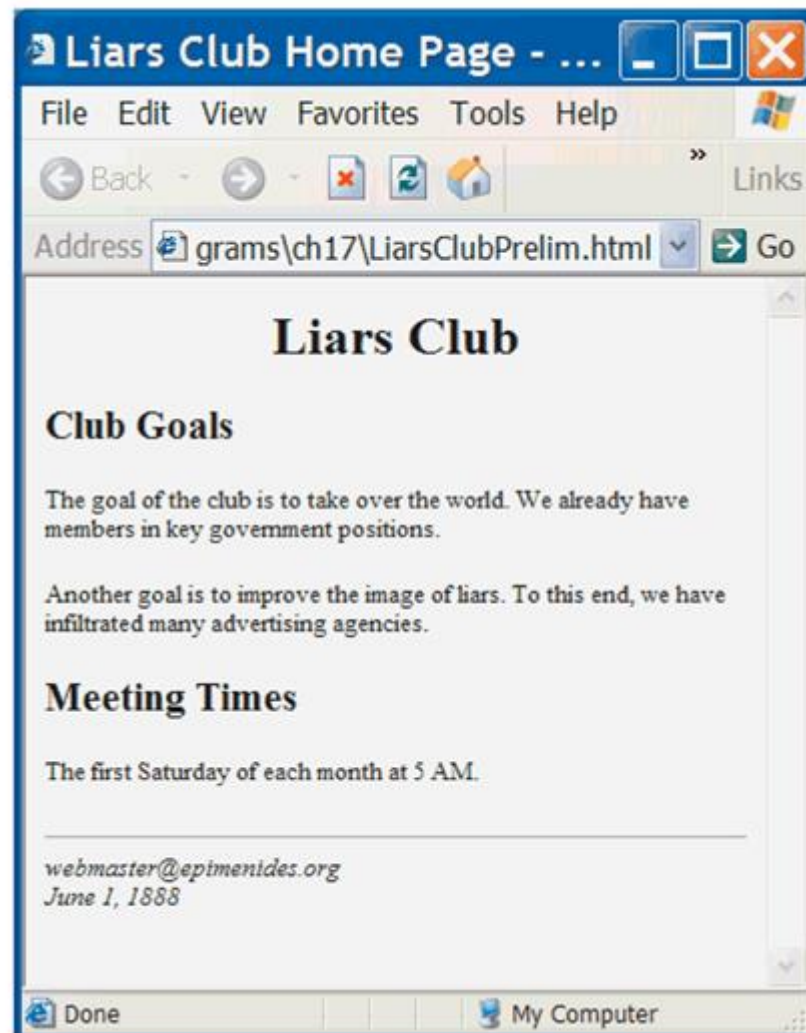 Liars Club Home Page - ...
File Edit View Favorites Tools Help
Back » Links
Address grams\ch17\LiarsClubPrelim.html Go
Liars Club
Club Goals
The goal of the club is to take over the world. We already have
members in key government positions.
Another goal is to improve the image of liars. To this end, we have
infiltrated many advertising agencies.
Meeting Times
The first Saturday of each month at 5 AM.
webmaster@epimenides.org
June 1, 1888
Done My Computer